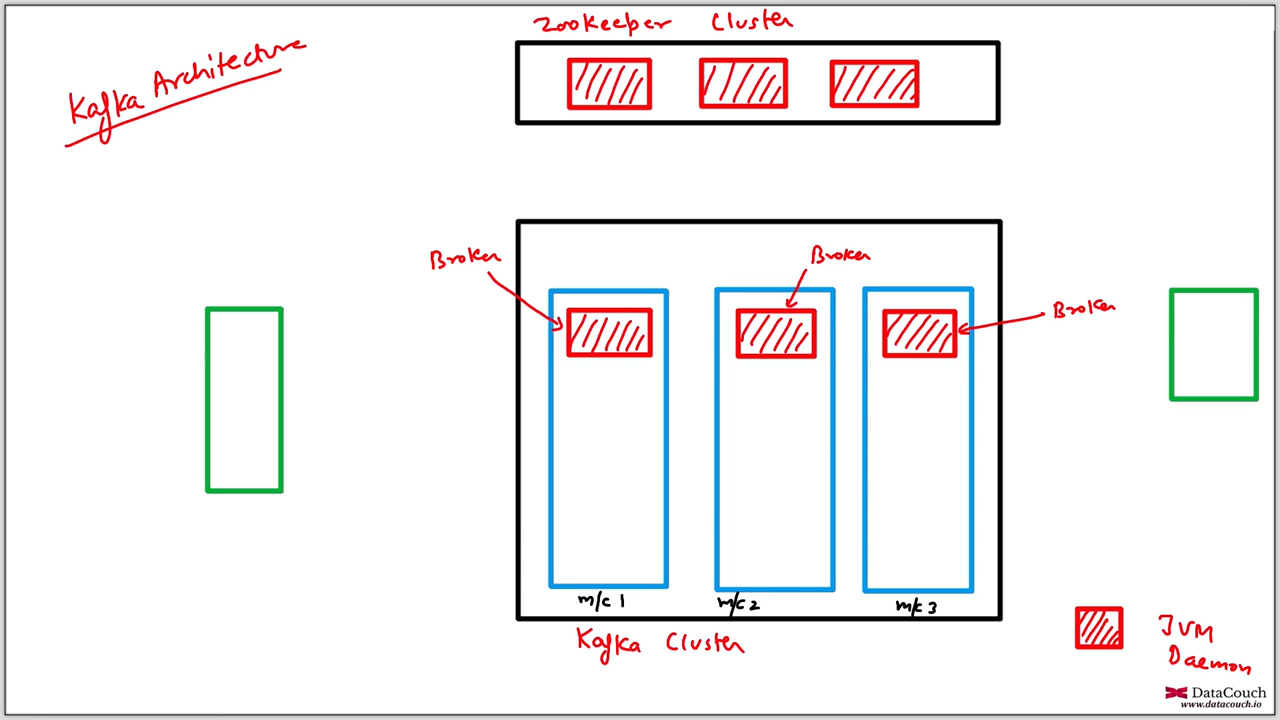 Zookeeper Cluster
Kafka Architecture
Broker
Broker
Broker
m/c 1
m/c 2
m/c 3
Kafka Cluster
JVM
Daemon
DataCouch
www.datacouch.io